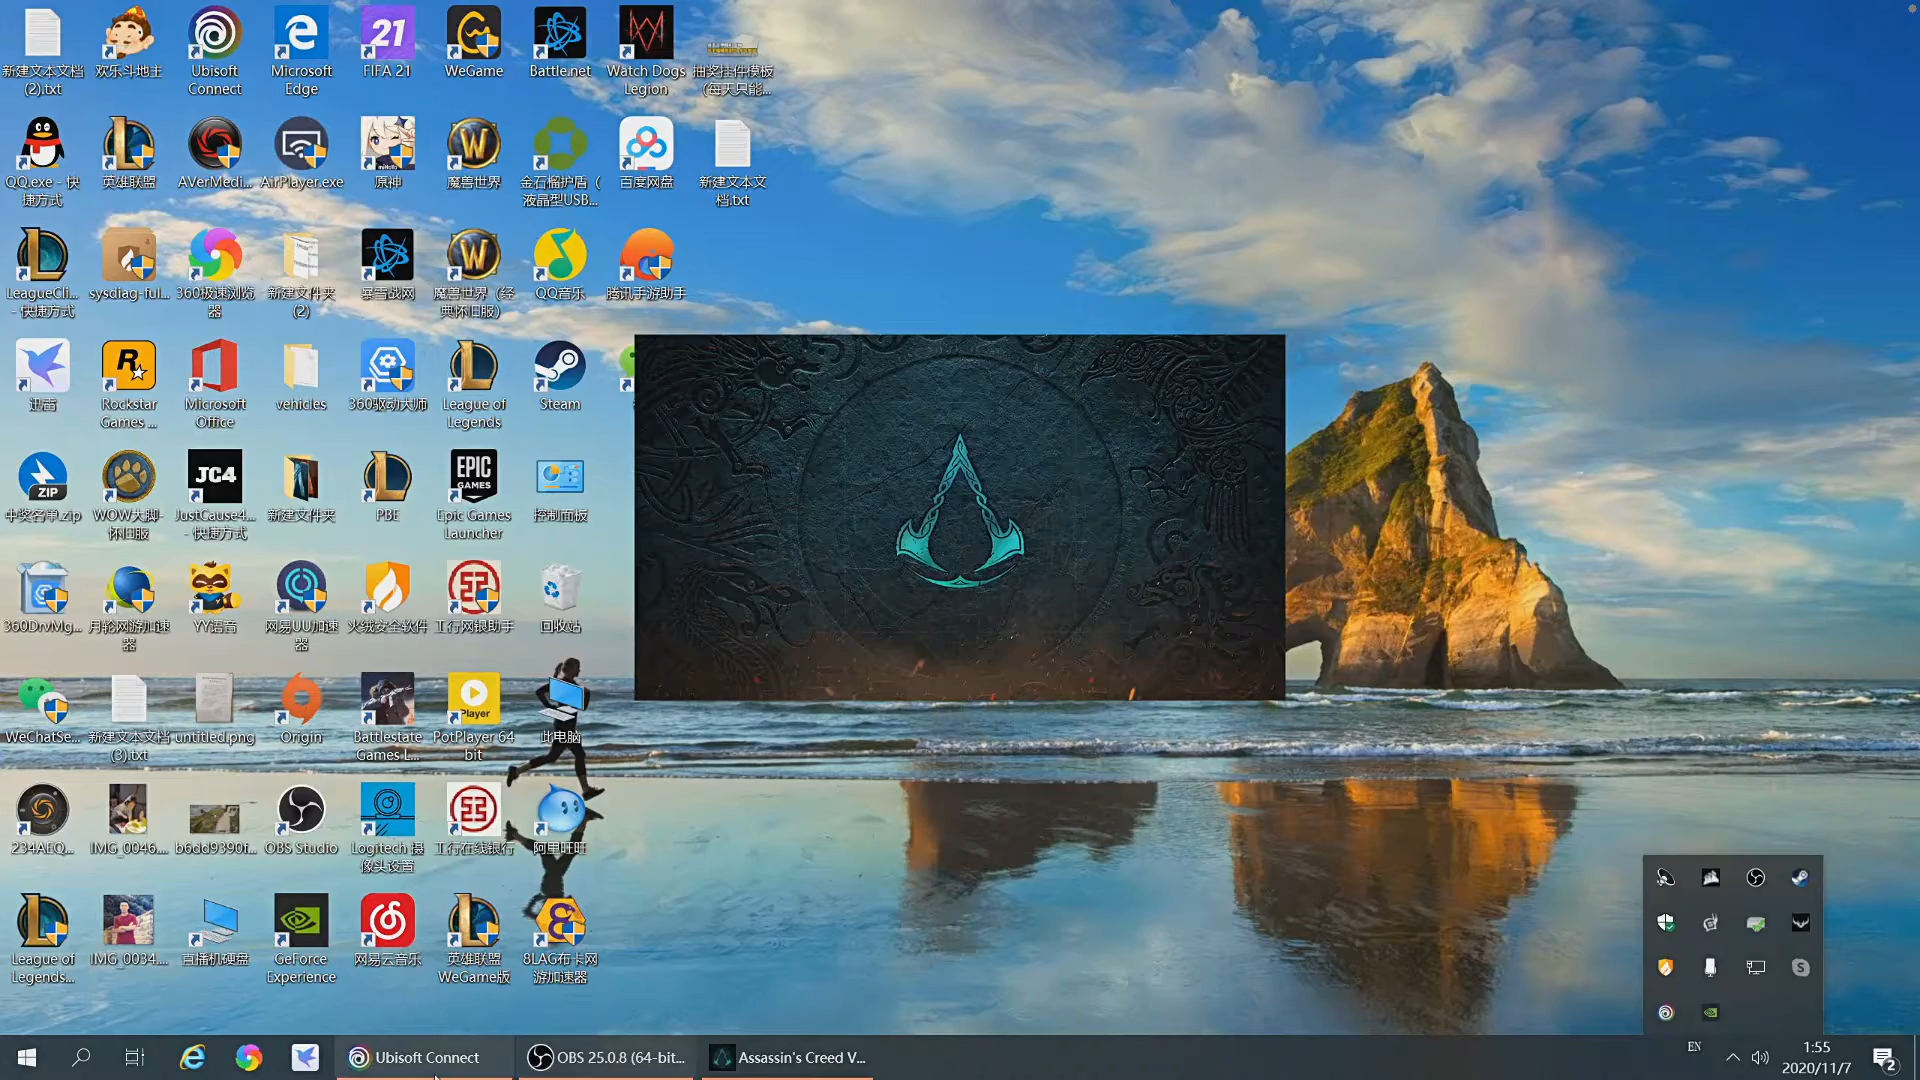 21
新建文本文档
(2).txt
欢乐斗地主
Ubisoft
Connect
Microsoft
Edge
FIFA 21
WeGame
Battle.net
Watch Dogs
Legion
抽奖挂件模板
(每天只能...
QQ.exe - 快
捷方式
英雄联盟
AVerMedi...
AirPlayer.exe
原神
魔兽世界
金石榴护盾（
液晶型USB...
百度网盘
新建文本文
档.txt
LeagueCli...
- 快捷方式
sysdiag-full...
360极速浏览
器
新建文件夹
(2)
暴雪战网
魔兽世界（经
典怀旧服）
QQ音乐
腾讯手游助手
迅雷
Rockstar
Games ...
Microsoft
Office
vehicles
360驱动大师
League of
Legends
Steam
ZIP
JC4
EPIC
GAMES
中奖名单.zip
WOW大脚-
怀旧服
JustCause4...
- 快捷方式
新建文件夹
PBE
Epic Games
Launcher
控制面板
360DrvMg...
月轮网游加速
器
YY语音
网易UU加速
器
火绒安全软件
工行网银助手
回收站
Player
WeChatSe...
新建文本文档
(3).txt
untitled.png
Origin
Battlestate
Games L...
PotPlayer 64
bit
此电脑
234AEQ...
IMG_0046....
b6dd9390f...
OBS Studio
Logitech 摄
像头设置
工行在线银行
阿里旺旺
League of
Legends...
IMG_0034....
直播机硬盘
GeForce
Experience
网易云音乐
英雄联盟
WeGame版
8LAG布卡网
游加速器
Ubisoft Connect
OBS 25.0.8 (64-bit...
Assassin's Creed V...
EN
1:55
2020/11/7
2